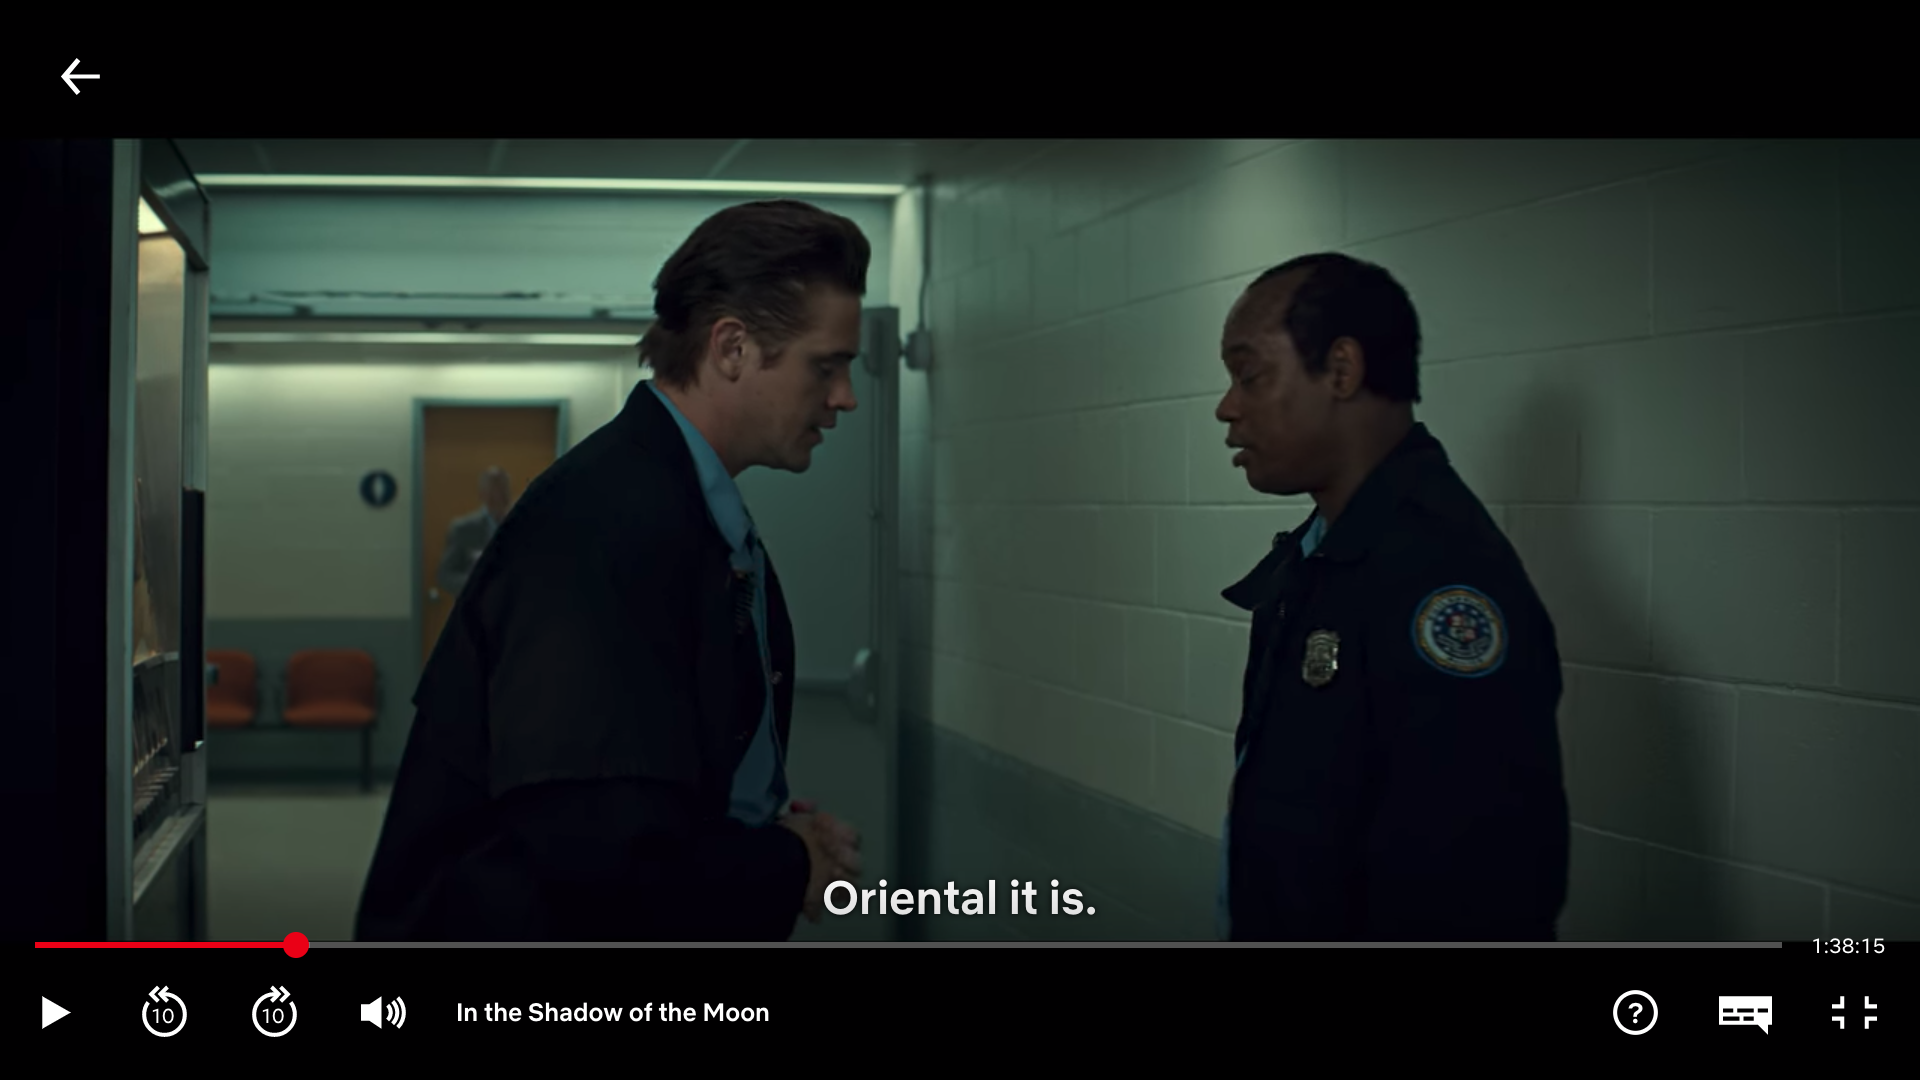 Oriental it is.
1:38:15
10
10
In the Shadow of the Moon
?